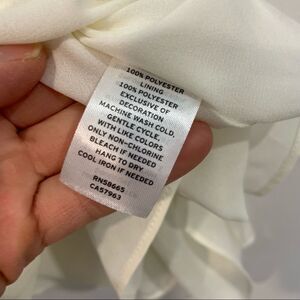 100% POLYESTER
LINING
100% POLYESTER
EXCLUSIVE OF
DECORATION
MACHINE WASH COLD.
GENTLE CYCLE,
WITH LIKE COLORS
ONLY NON-CHLORINE
BLEACH IF NEEDED
HANG TO DRY
COOL IRON IF NEEDED
RN58665
CA57963